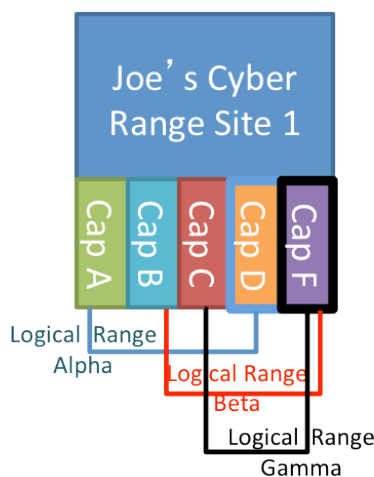 Joe’s Cyber
Range Site 1
Cap A
Cap B
Cap C
Cap D
Cap F
Logical Range
Alpha
Logical Range
Beta
Logical Range
Gamma